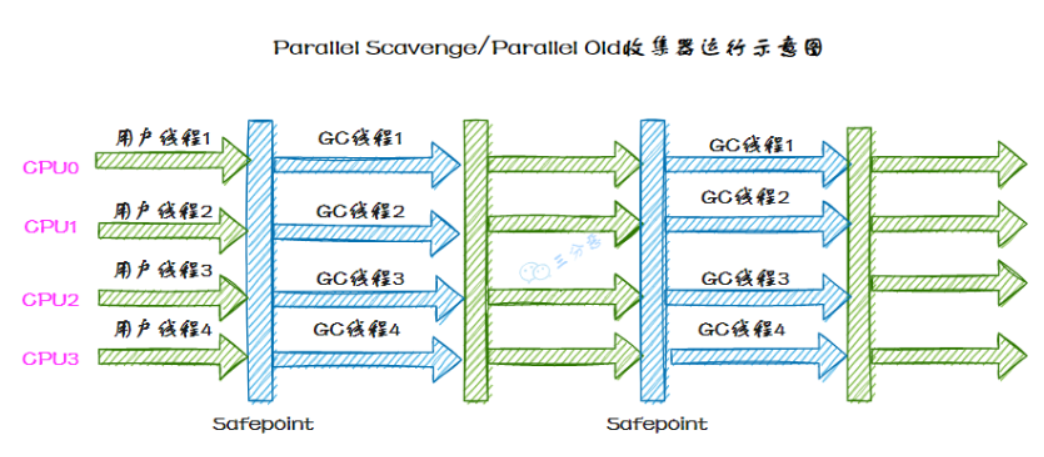 Parallel Scavenge/Parallel Old收集器运行示意图
用户线程1
GC线程1
GC线程1
CPU0
用户线程2
GC线程2
GC线程2
CPU1
三分恶
用户线程3
GC线程3
GC线程3
CPU2
用户线程4
GC线程4
GC线程4
CPU3
Safepoint
Safepoint